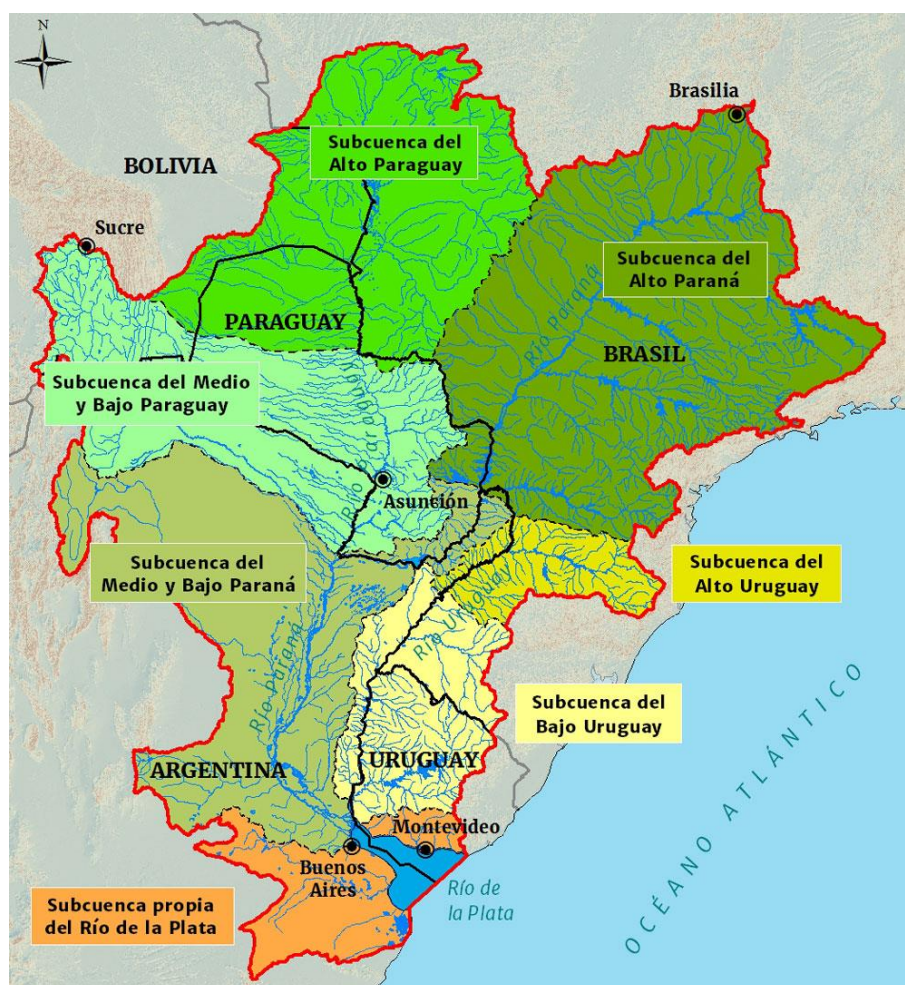 N
Brasilia
Subcuenca del
Alto Paraguay
BOLIVIA
Sucre
Subcuenca del
Alto Paraná
Río Paraná
PARAGUAY
BRASIL
Subcuenca del Medio
y Bajo Paraguay
Río Paraguay
Asunción
Subcuenca del
Medio y Bajo Paraná
Subcuenca del
Alto Uruguay
Río Uruguay
Río Paraná
Subcuenca del
Bajo Uruguay
OCÉANO ATLÁNTICO
ARGENTINA
URUGUAY
Montevideo
Buenos
Aires
Río de
la Plata
Subcuenca propia
del Río de la Plata